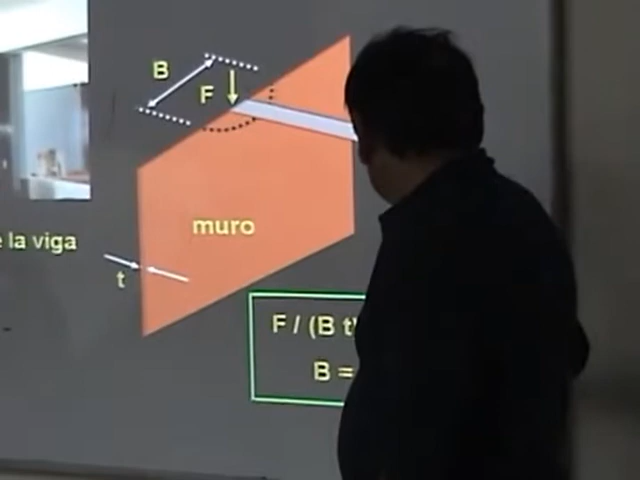 B
F
muro
la viga
t
F / (B t)
B =